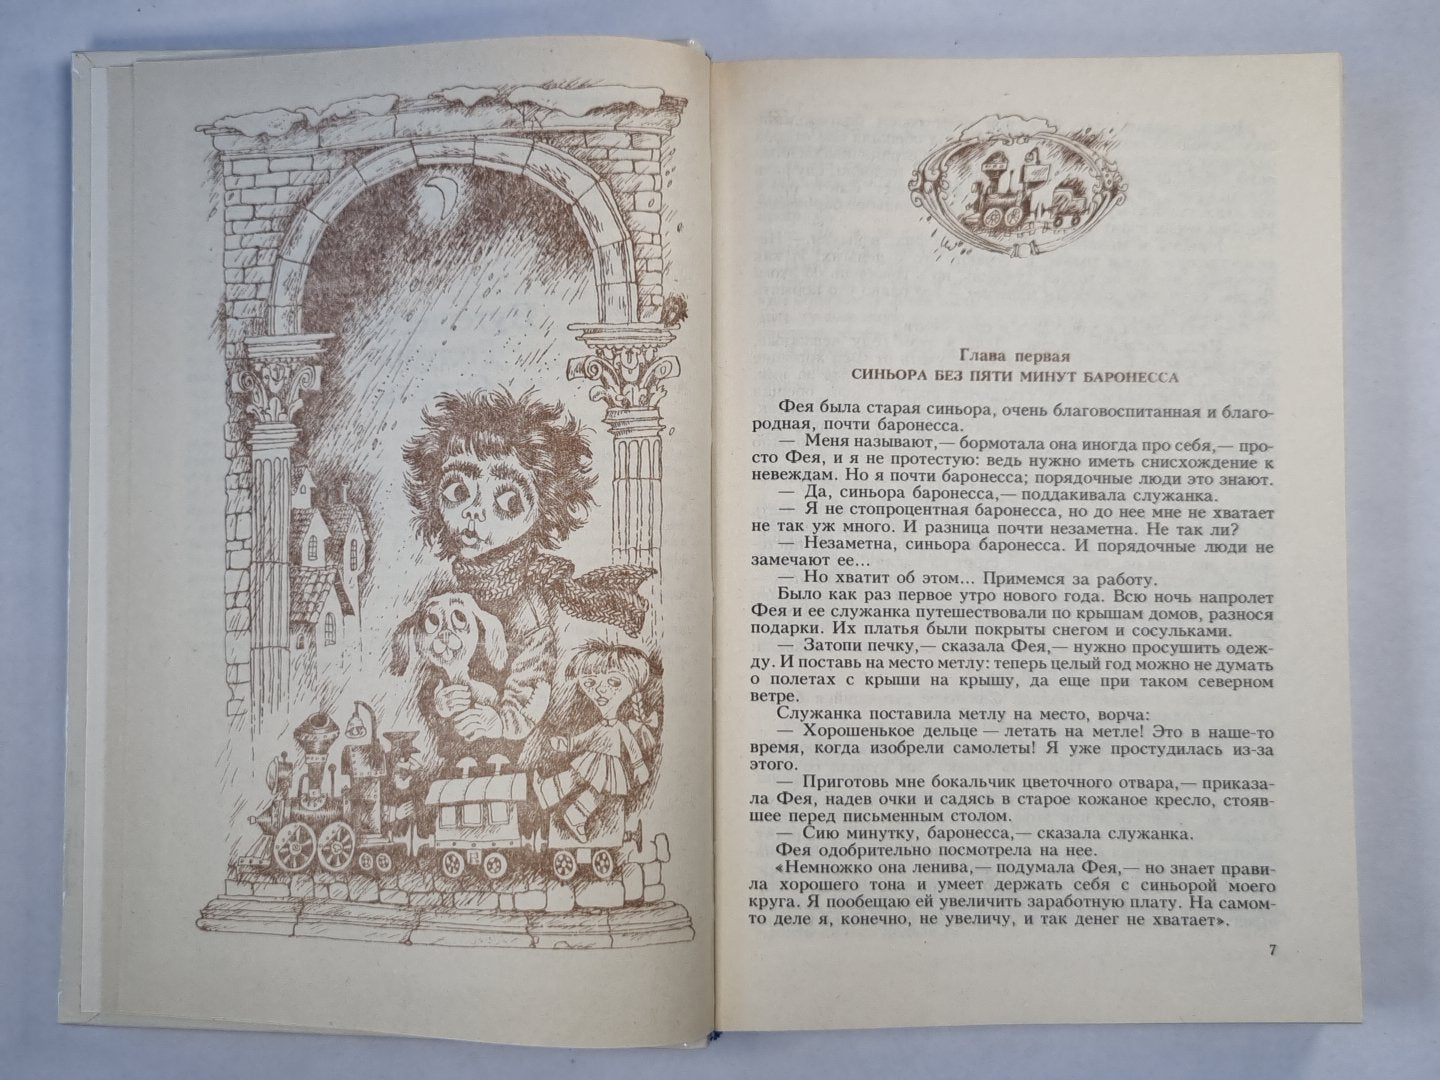 Глава первая
СИНЬОРА БЕЗ ПЯТИ МИНУТ БАРОНЕССА
Фея была старая синьора, очень благовоспитанная и благо-
родная, почти баронесса.
— Меня называют,— бормотала она иногда про себя,— про-
сто Фея, и я не протестую: ведь нужно иметь снисхождение к
невеждам. Но я почти баронесса; порядочные люди это знают.
— Да, синьора баронесса,— поддакивала служанка.
— Я не стопроцентная баронесса, но до нее мне не хватает
не так уж много. И разница почти незаметна. Не так ли?
— Незаметна, синьора баронесса. И порядочные люди не
замечают ее...
— Но хватит об этом... Примемся за работу.
Было как раз первое утро нового года. Всю ночь напролет
Фея и ее служанка путешествовали по крышам домов, разнося
подарки. Их платья были покрыты снегом и сосульками.
— Затопи печку,— сказала Фея,— нужно просушить одеж-
ду. И поставь на место метлу: теперь целый год можно не думать
о полетах с крыши на крышу, да еще при таком северном
ветре.
Служанка поставила метлу на место, ворча:
— Хорошенькое дельце — летать на метле! Это в наше-то
время, когда изобрели самолеты! Я уже простудилась из-за
этого.
— Приготовь мне бокальчик цветочного отвара,— приказа-
ла Фея, надев очки и садясь в старое кожаное кресло, стояв-
шее перед письменным столом.
— Сию минутку, баронесса,— сказала служанка.
Фея одобрительно посмотрела на нее.
«Немножко она ленива,— подумала Фея,— но знает прави-
ла хорошего тона и умеет держать себя с синьорой моего
круга. Я пообещаю ей увеличить заработную плату. На самом-
то деле я, конечно, не увеличу, и так денег не хватает».
7